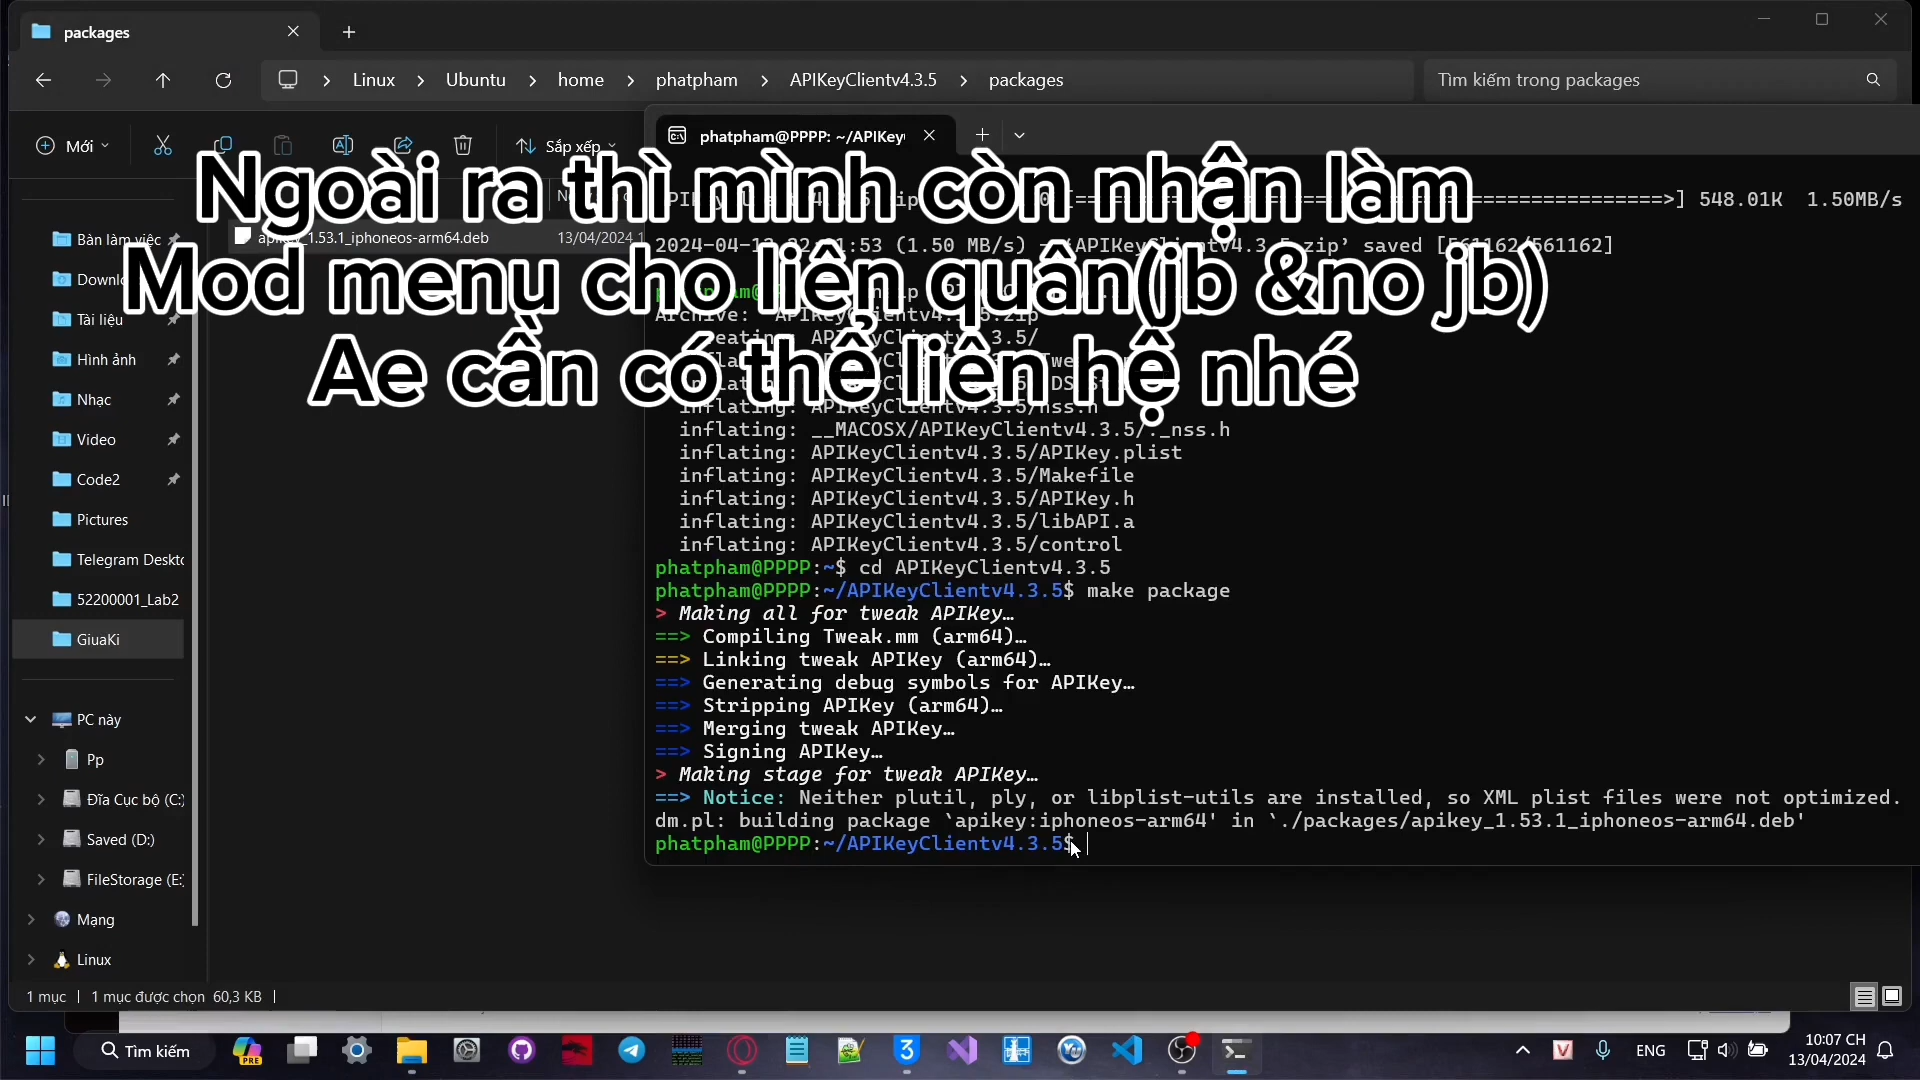 packages
Linux > Ubuntu > home > phatpham > APIKeyClientv4.3.5 > packages
Tìm kiếm trong packages
Mới
Sắp xếp
phatpham@PPPP: ~/APIKey
Ngoài ra thì mình còn nhận làm
Mod menu cho liên quân(jb &no jb)
Ae cần có thể liên hệ nhé
548.01K 1.50MB/s
apikey_1.53.1_iphoneos-arm64.deb
13/04/2024
(1.50 MB/s)
saved [561162/561162]
Archive:
inflating: __MACOSX/APIKeyClientv4.3.5/._nss.h
inflating: APIKeyClientv4.3.5/APIKey.plist
inflating: APIKeyClientv4.3.5/Makefile
inflating: APIKeyClientv4.3.5/APIKey.h
inflating: APIKeyClientv4.3.5/libAPI.a
inflating: APIKeyClientv4.3.5/control
phatpham@PPPP:~$ cd APIKeyClientv4.3.5
phatpham@PPPP:~/APIKeyClientv4.3.5$ make package
> Making all for tweak APIKey…
==> Compiling Tweak.mm (arm64)…
==> Linking tweak APIKey (arm64)…
==> Generating debug symbols for APIKey…
==> Stripping APIKey (arm64)…
==> Merging tweak APIKey…
==> Signing APIKey…
> Making stage for tweak APIKey…
==> Notice: Neither plutil, ply, or libplist-utils are installed, so XML plist files were not optimized.
dm.pl: building package `apikey:iphoneos-arm64' in `./packages/apikey_1.53.1_iphoneos-arm64.deb'
phatpham@PPPP:~/APIKeyClientv4.3.5$
Bàn làm việc
Tài liệu
Hình ảnh
Nhạc
Video
Code2
Pictures
Telegram Deskto
52200001_Lab2
GiuaKi
PC này
Pp
Đĩa Cục bộ (C:)
Saved (D:)
FileStorage (E:)
Mạng
Linux
1 mục | 1 mục được chọn 60,3 KB |
Tìm kiếm
PRE
ENG
10:07 CH
13/04/2024